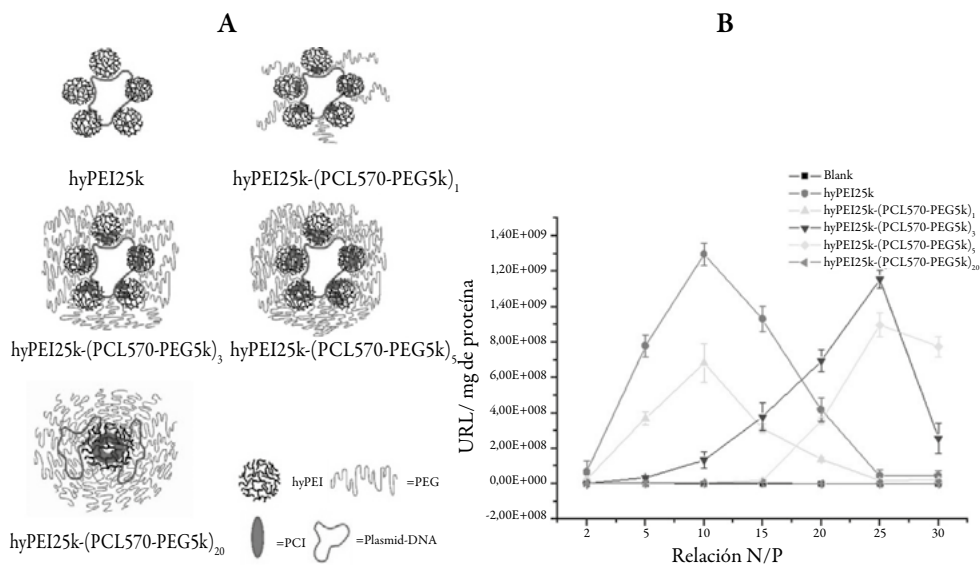 A
hyPEI25k
hyPEI25k-(PCL570-PEG5k)₁
hyPEI25k-(PCL570-PEG5k)₃
hyPEI25k-(PCL570-PEG5k)₅
hyPEI25k-(PCL570-PEG5k)₂₀
hyPEI
=PEG
=PCI
=Plasmid-DNA
B
Blank
hyPEI25k
hyPEI25k-(PCL570-PEG5k)₁
hyPEI25k-(PCL570-PEG5k)₃
hyPEI25k-(PCL570-PEG5k)₅
hyPEI25k-(PCL570-PEG5k)₂₀
URL/ mg de proteína
1,40E+009
1,20E+009
1,40E+009
8,00E+008
6,00E+008
4,00E+008
2,00E+008
0,00E+000
-2,00E+008
2 5 10 15 20 25 30
Relación N/P